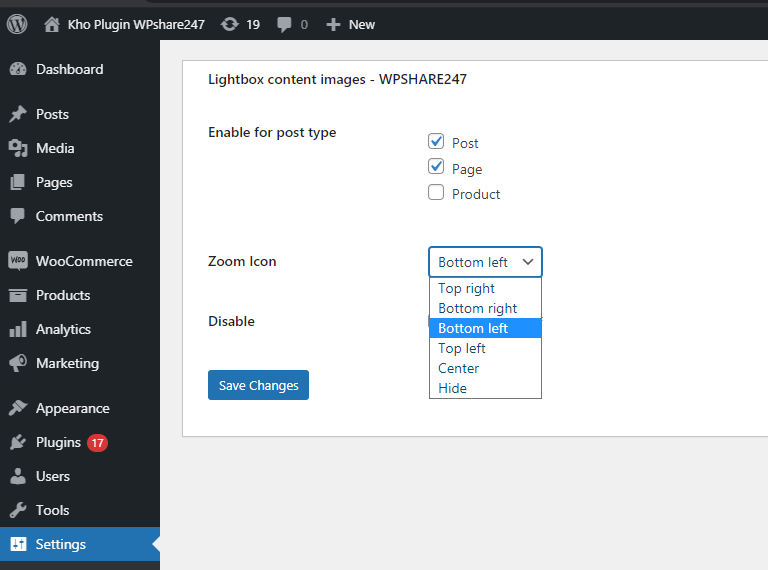 Kho Plugin WPshare247 19 0 New
Dashboard
Posts
Media
Pages
Comments
WOO WooCommerce
Products
Analytics
Marketing
Appearance
Plugins 17
Users
Tools
Settings
Lightbox content images - WPSHARE247
Enable for post type
Post
Page
Product
Zoom Icon
Bottom left
Top right
Bottom right
Bottom left
Top left
Center
Hide
Disable
Save Changes